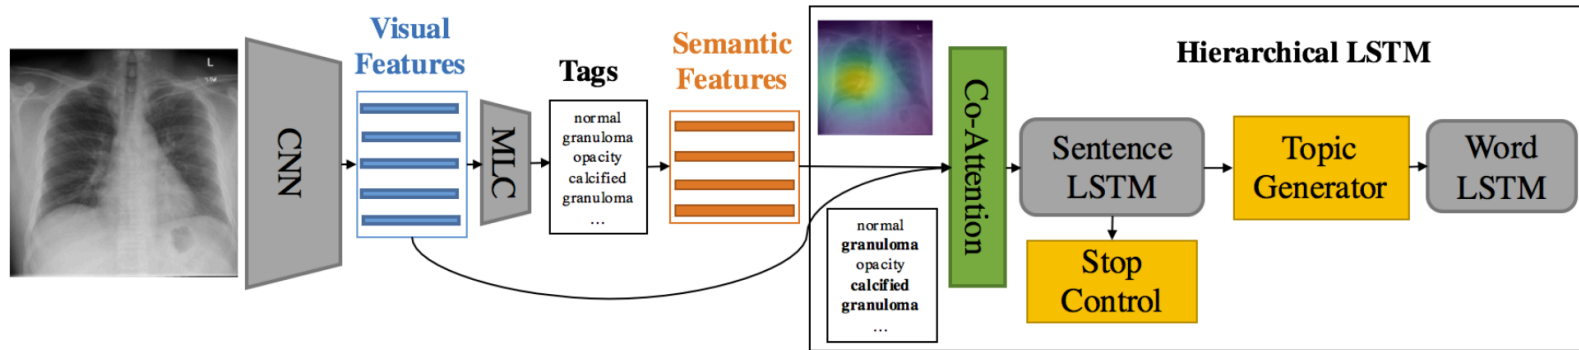 L
CNN
Visual
Features
MLC
Tags
normal
granuloma
opacity
calcified
granuloma
...
Semantic
Features
Hierarchical LSTM
normal
granuloma
opacity
calcified
granuloma
...
Co-Attention
Sentence
LSTM
Stop
Control
Topic
Generator
Word
LSTM